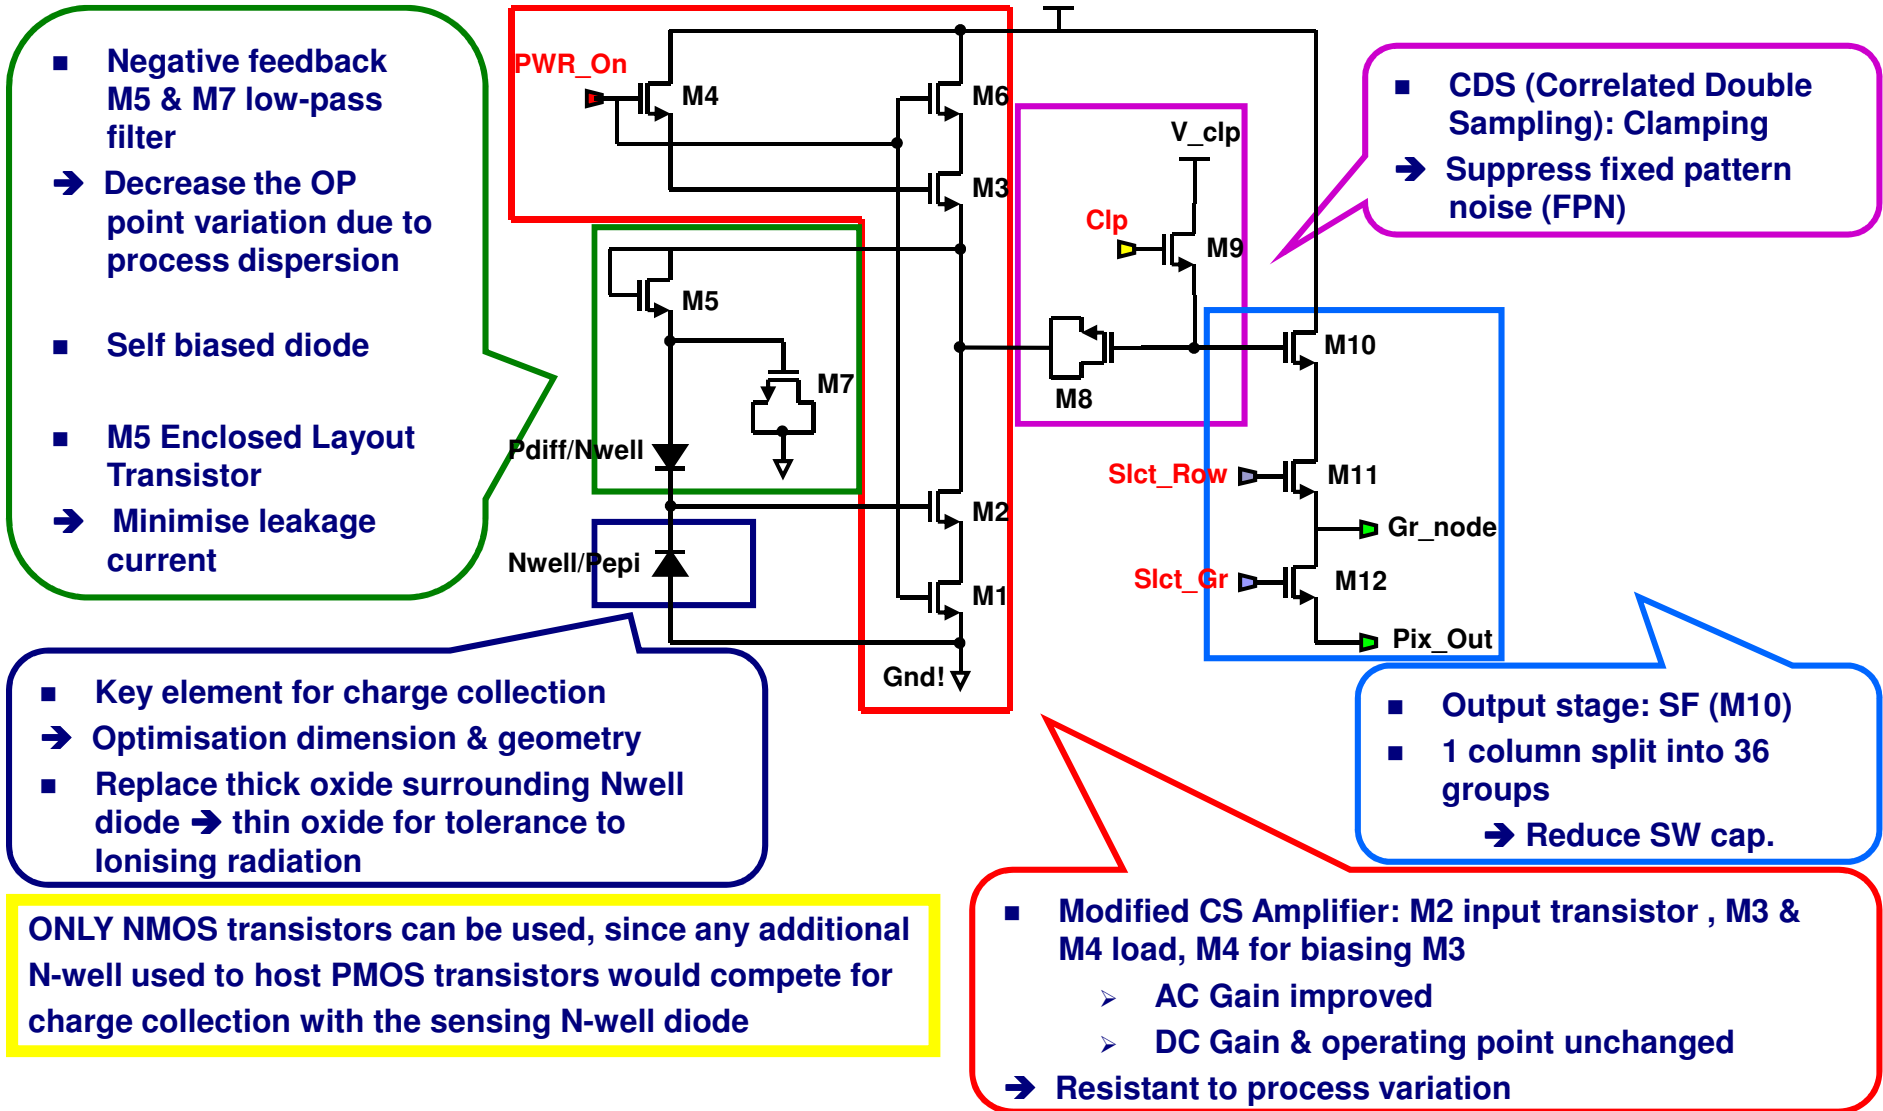 ■ Negative feedback
M5 & M7 low-pass
filter
➔ Decrease the OP
point variation due to
process dispersion
■ Self biased diode
■ M5 Enclosed Layout
Transistor
➔ Minimise leakage
current
PWR_On
M4
M6
M3
M5
M7
Pdiff/Nwell
M2
Nwell/Pepi
M1
Gnd!
V_clp
Clp
M9
M8
M10
Slct_Row
M11
Gr_node
Slct_Gr
M12
Pix_Out
■ CDS (Correlated Double
Sampling): Clamping
➔ Suppress fixed pattern
noise (FPN)
■ Key element for charge collection
➔ Optimisation dimension & geometry
■ Replace thick oxide surrounding Nwell
diode ➔ thin oxide for tolerance to
Ionising radiation
■ Output stage: SF (M10)
■ 1 column split into 36
groups
➔ Reduce SW cap.
ONLY NMOS transistors can be used, since any additional
N-well used to host PMOS transistors would compete for
charge collection with the sensing N-well diode
■ Modified CS Amplifier: M2 input transistor , M3 &
M4 load, M4 for biasing M3
➢ AC Gain improved
➢ DC Gain & operating point unchanged
➔ Resistant to process variation